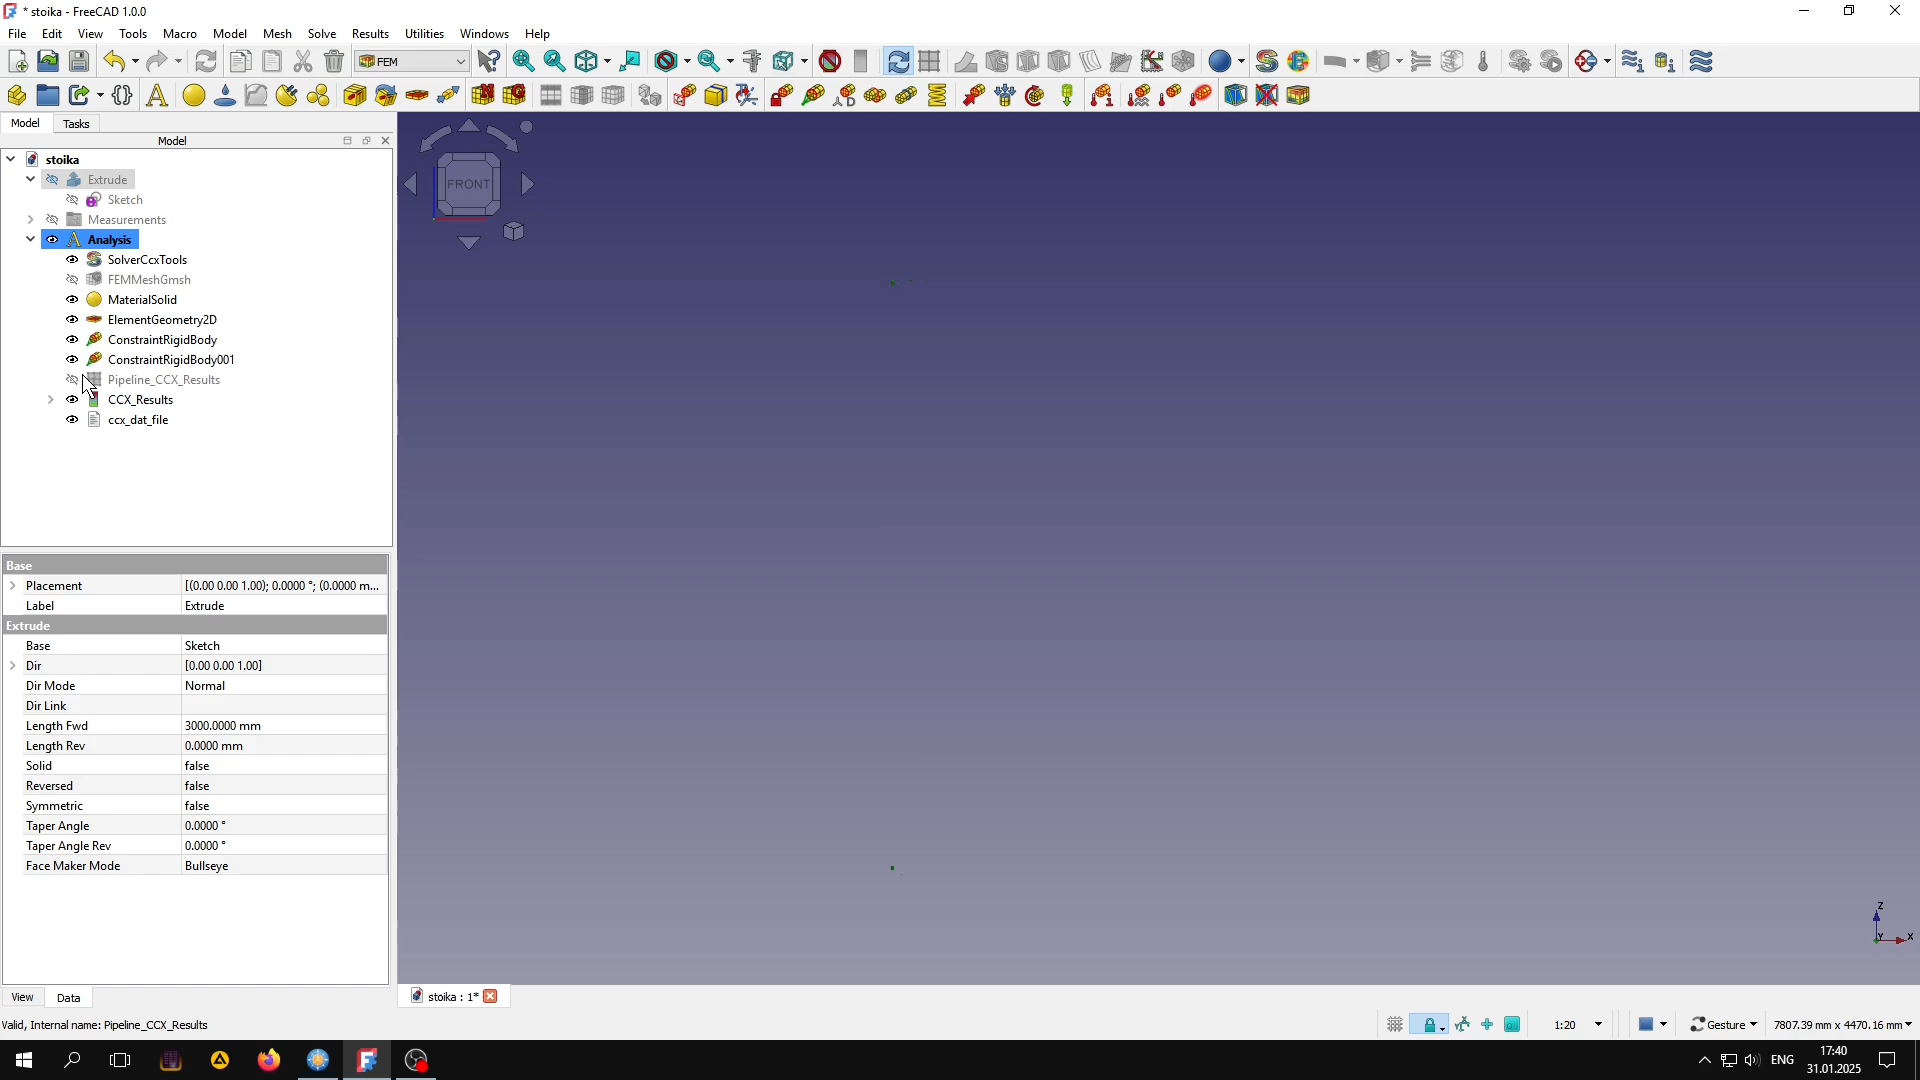 * stoika - FreeCAD 1.0.0
File Edit View Tools Macro Model Mesh Solve Results Utilities Windows Help
FEM
Model Tasks
Model
stoika
Extrude
Sketch
Measurements
Analysis
SolverCcxTools
FEMMeshGmsh
MaterialSolid
ElementGeometry2D
ConstraintRigidBody
ConstraintRigidBody001
Pipeline_CCX_Results
CCX_Results
ccx_dat_file
FRONT
Base
Placement [(0.00 0.00 1.00); 0.0000 °; (0.0000 m...
Label Extrude
Extrude
Base Sketch
Dir [0.00 0.00 1.00]
Dir Mode Normal
Dir Link
Length Fwd 3000.0000 mm
Length Rev 0.0000 mm
Solid false
Reversed false
Symmetric false
Taper Angle 0.0000 °
Taper Angle Rev 0.0000 °
Face Maker Mode Bullseye
Z
Y X
View Data
stoika : 1*
Valid, Internal name: Pipeline_CCX_Results
1:20 Gesture 7807.39 mm x 4470.16 mm
ENG 17:40
31.01.2025